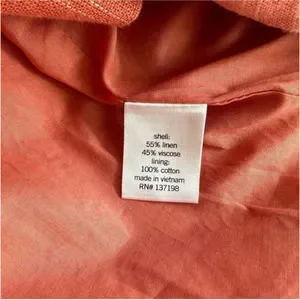 shell:
55% linen
45% viscose
lining:
100% cotton
made in vietnam
RN# 137198